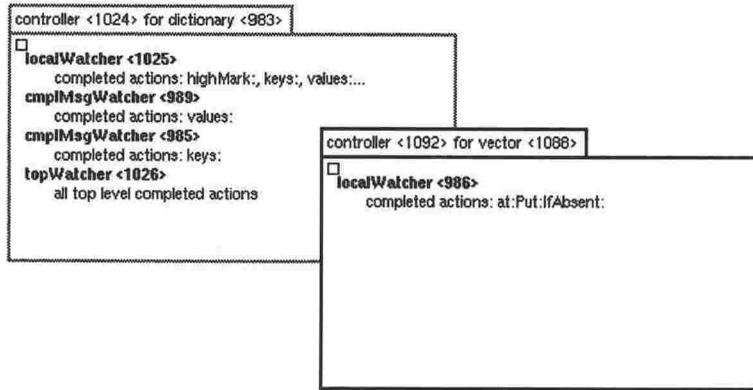 controller <1024> for dictionary <983>
localWatcher <1025>
completed actions: highMark:, keys:, values:...
cmplMsgWatcher <989>
completed actions: values:
cmplMsgWatcher <985>
completed actions: keys:
topWatcher <1026>
all top level completed actions
controller <1092> for vector <1088>
localWatcher <986>
completed actions: at:Put:IfAbsent: